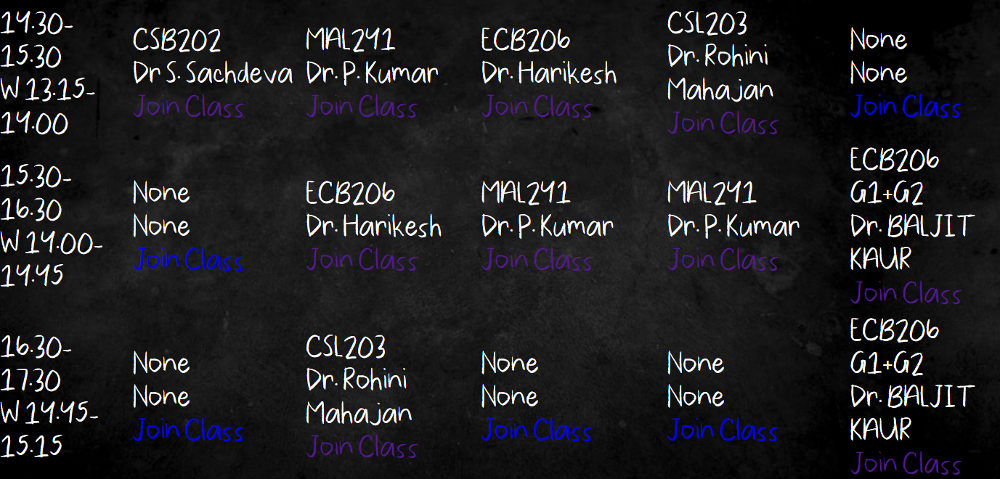 14.30-
15.30
W 13.15-
14.00
CSB202
Dr S. Sachdeva
Join Class
MAL241
Dr. P. Kumar
Join Class
ECB206
Dr. Harikesh
Join Class
CSL203
Dr. Rohini
Mahajan
Join Class
None
None
Join Class
15.30-
16.30
W 14.00-
14.45
None
None
Join Class
ECB206
Dr. Harikesh
Join Class
MAL241
Dr. P. Kumar
Join Class
MAL241
Dr. P. Kumar
Join Class
ECB206
G1+G2
Dr. BALJIT
KAUR
Join Class
16.30-
17.30
W 14.45-
15.15
None
None
Join Class
CSL203
Dr. Rohini
Mahajan
Join Class
None
None
Join Class
None
None
Join Class
ECB206
G1+G2
Dr. BALJIT
KAUR
Join Class